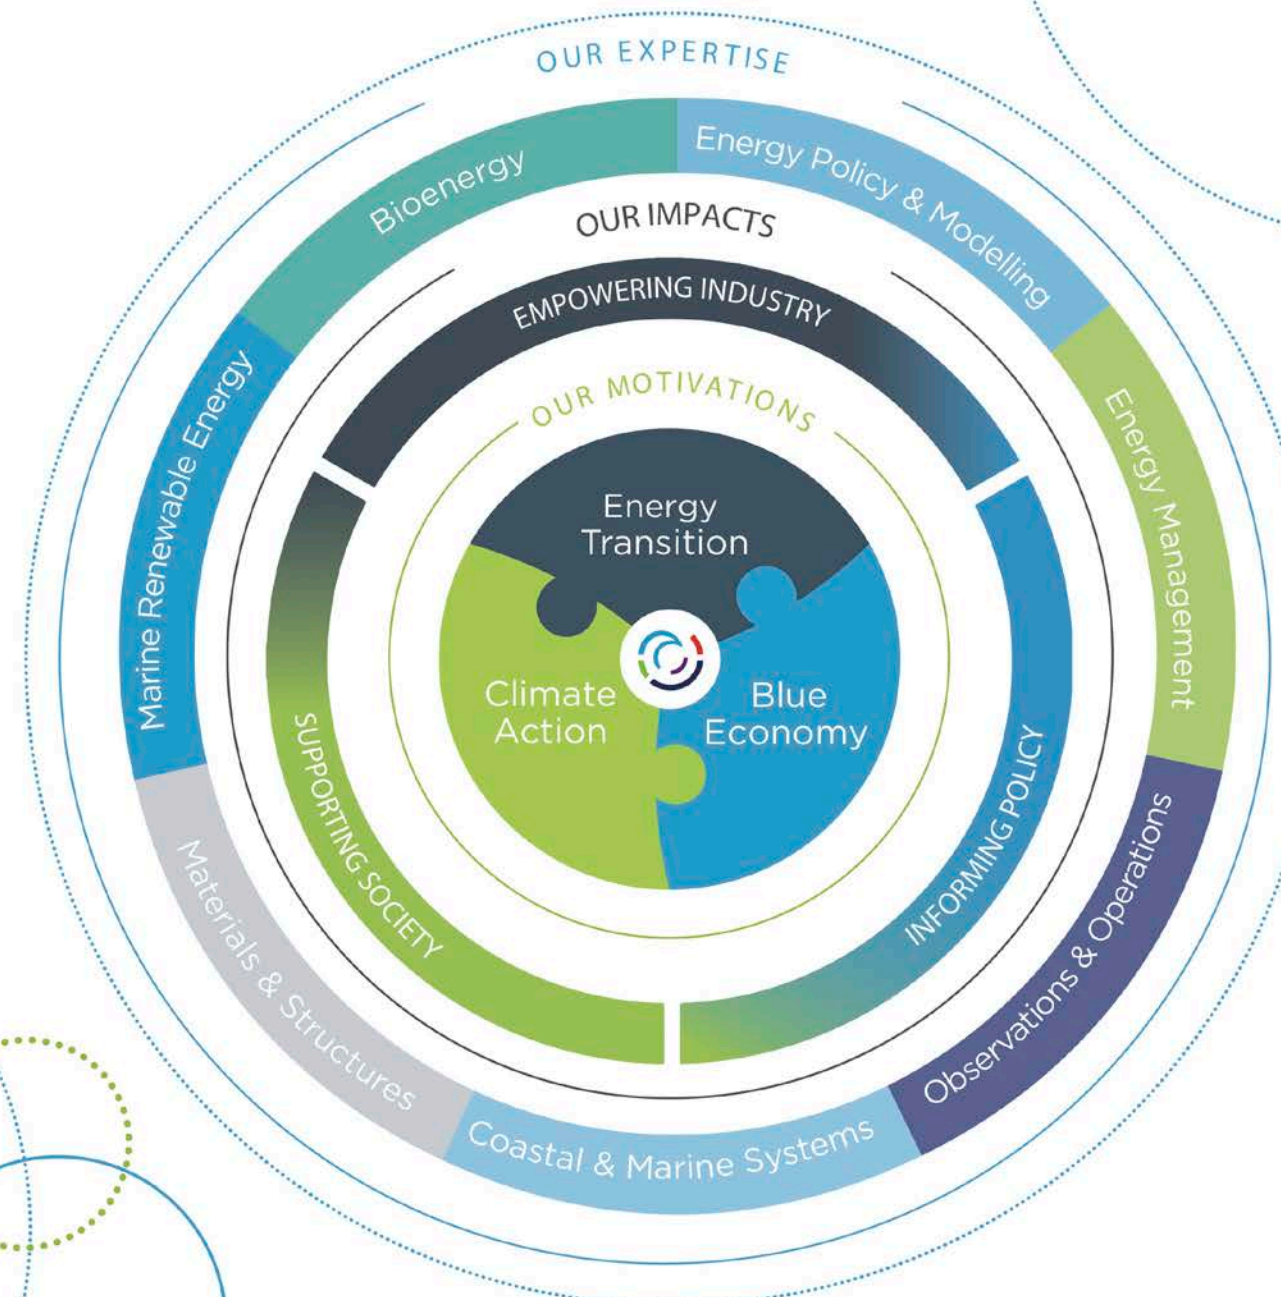 OUR EXPERTISE
Bioenergy
Energy Policy & Modelling
Energy Management
Observations & Operations
Coastal & Marine Systems
Materials & Structures
Marine Renewable Energy
OUR IMPACTS
EMPOWERING INDUSTRY
INFORMING POLICY
SUPPORTING SOCIETY
OUR MOTIVATIONS
Energy
Transition
Climate
Action
Blue
Economy